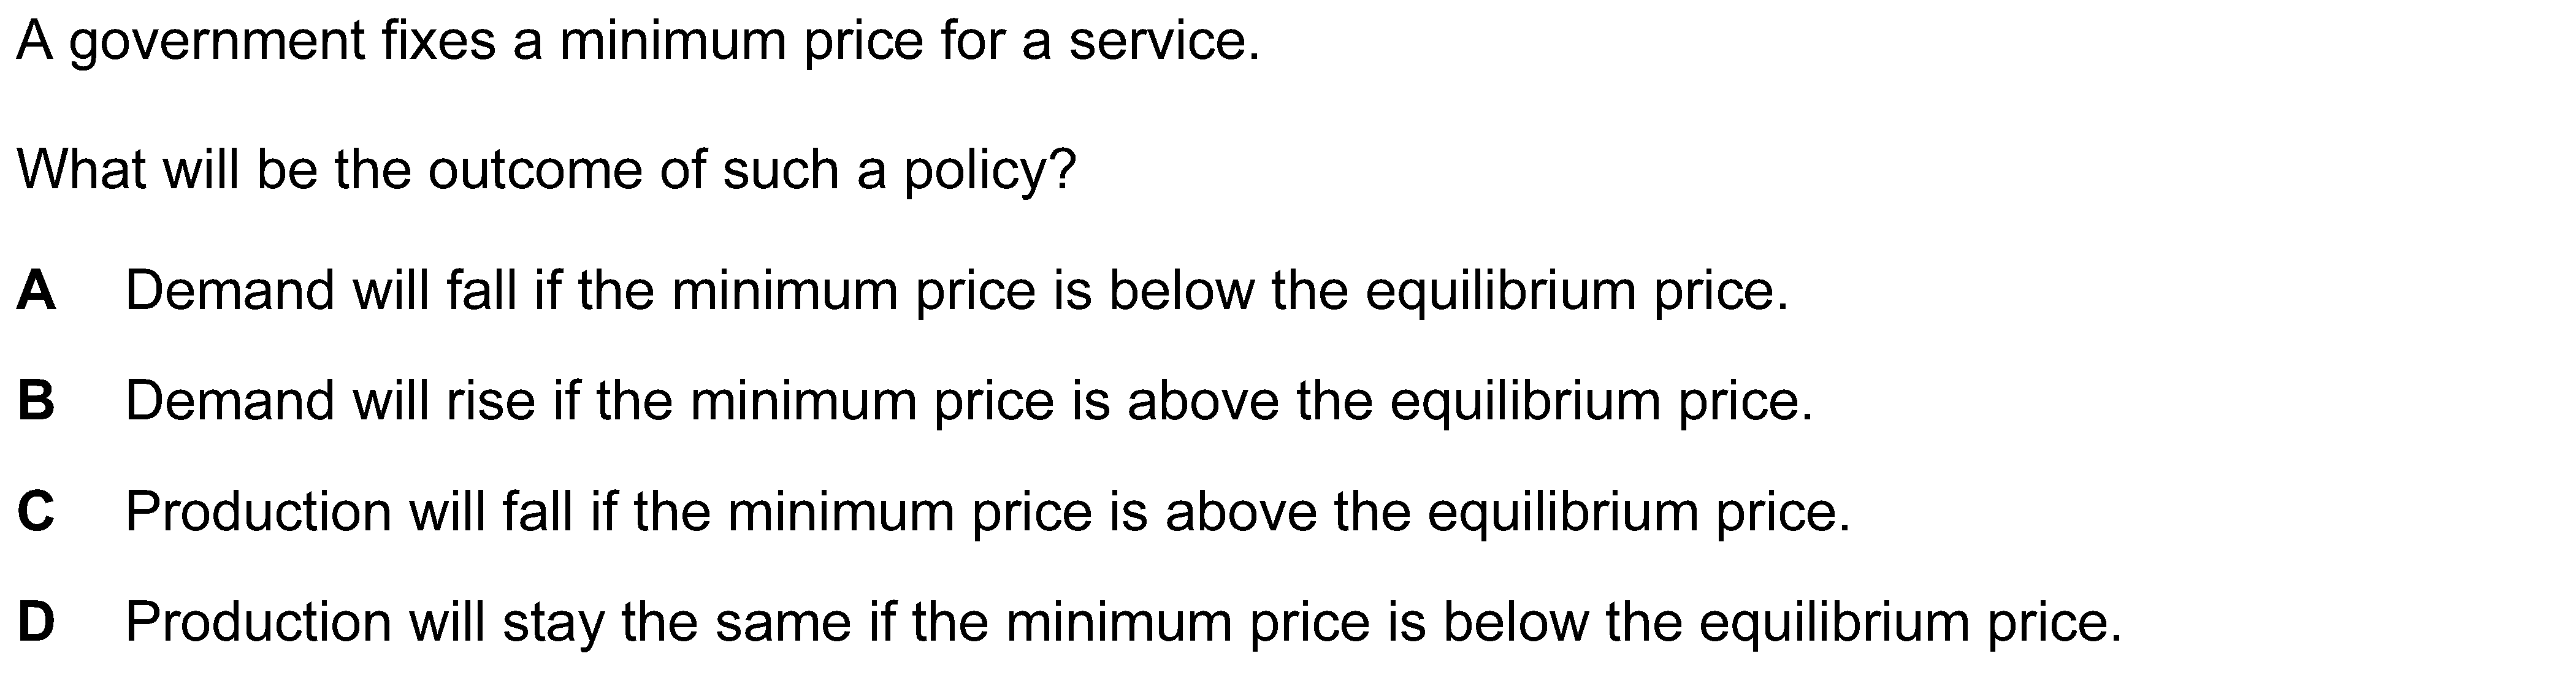 A government fixes a minimum price for a service.
What will be the outcome of such a policy?
A Demand will fall if the minimum price is below the equilibrium price.
B Demand will rise if the minimum price is above the equilibrium price.
C Production will fall if the minimum price is above the equilibrium price.
D Production will stay the same if the minimum price is below the equilibrium price.